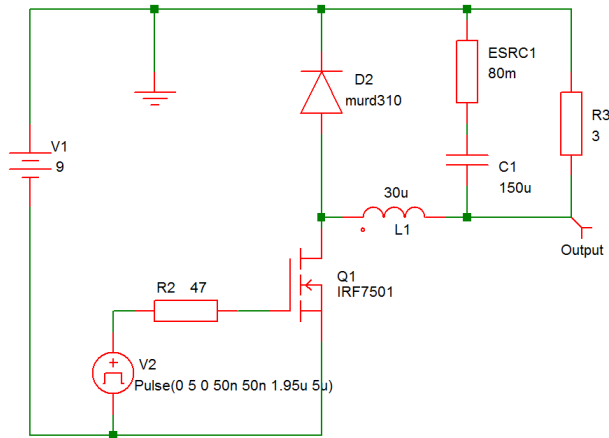 ESRC1
80m
D2
murd310
R3
3
V1
9
C1
150u
30u
L1
Output
Q1
IRF7501
R2 47
V2
Pulse(0 5 0 50n 50n 1.95u 5u)